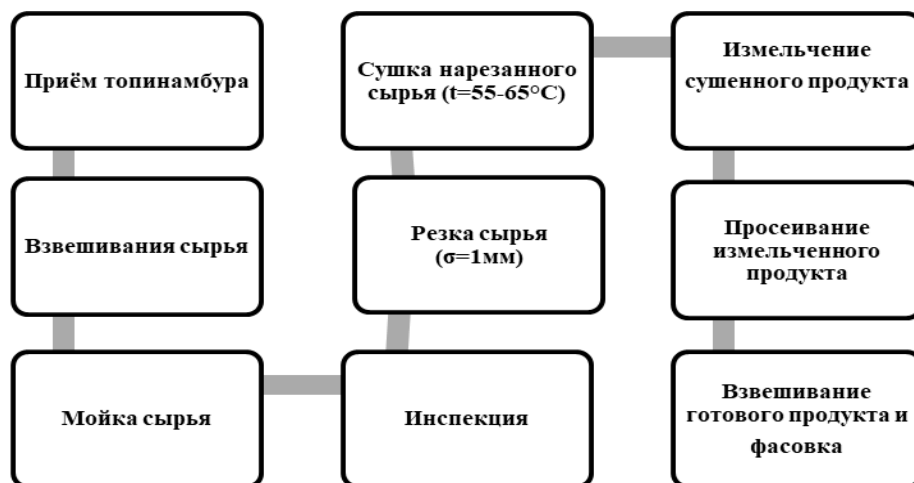 Приём топинамбура
Взвешивания сырья
Мойка сырья
Инспекция
Резка сырья
(σ=1мм)
Сушка нарезанного
сырья (t=55-65°C)
Измельчение
сушенного продукта
Просеивание
измельченного
продукта
Взвешивание
готового продукта и
фасовка